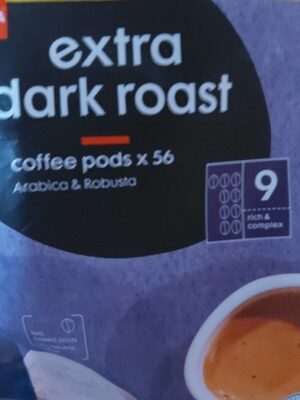 extra
dark roast
coffee pods x 56
Arabica & Robusta
9
rich &
complex